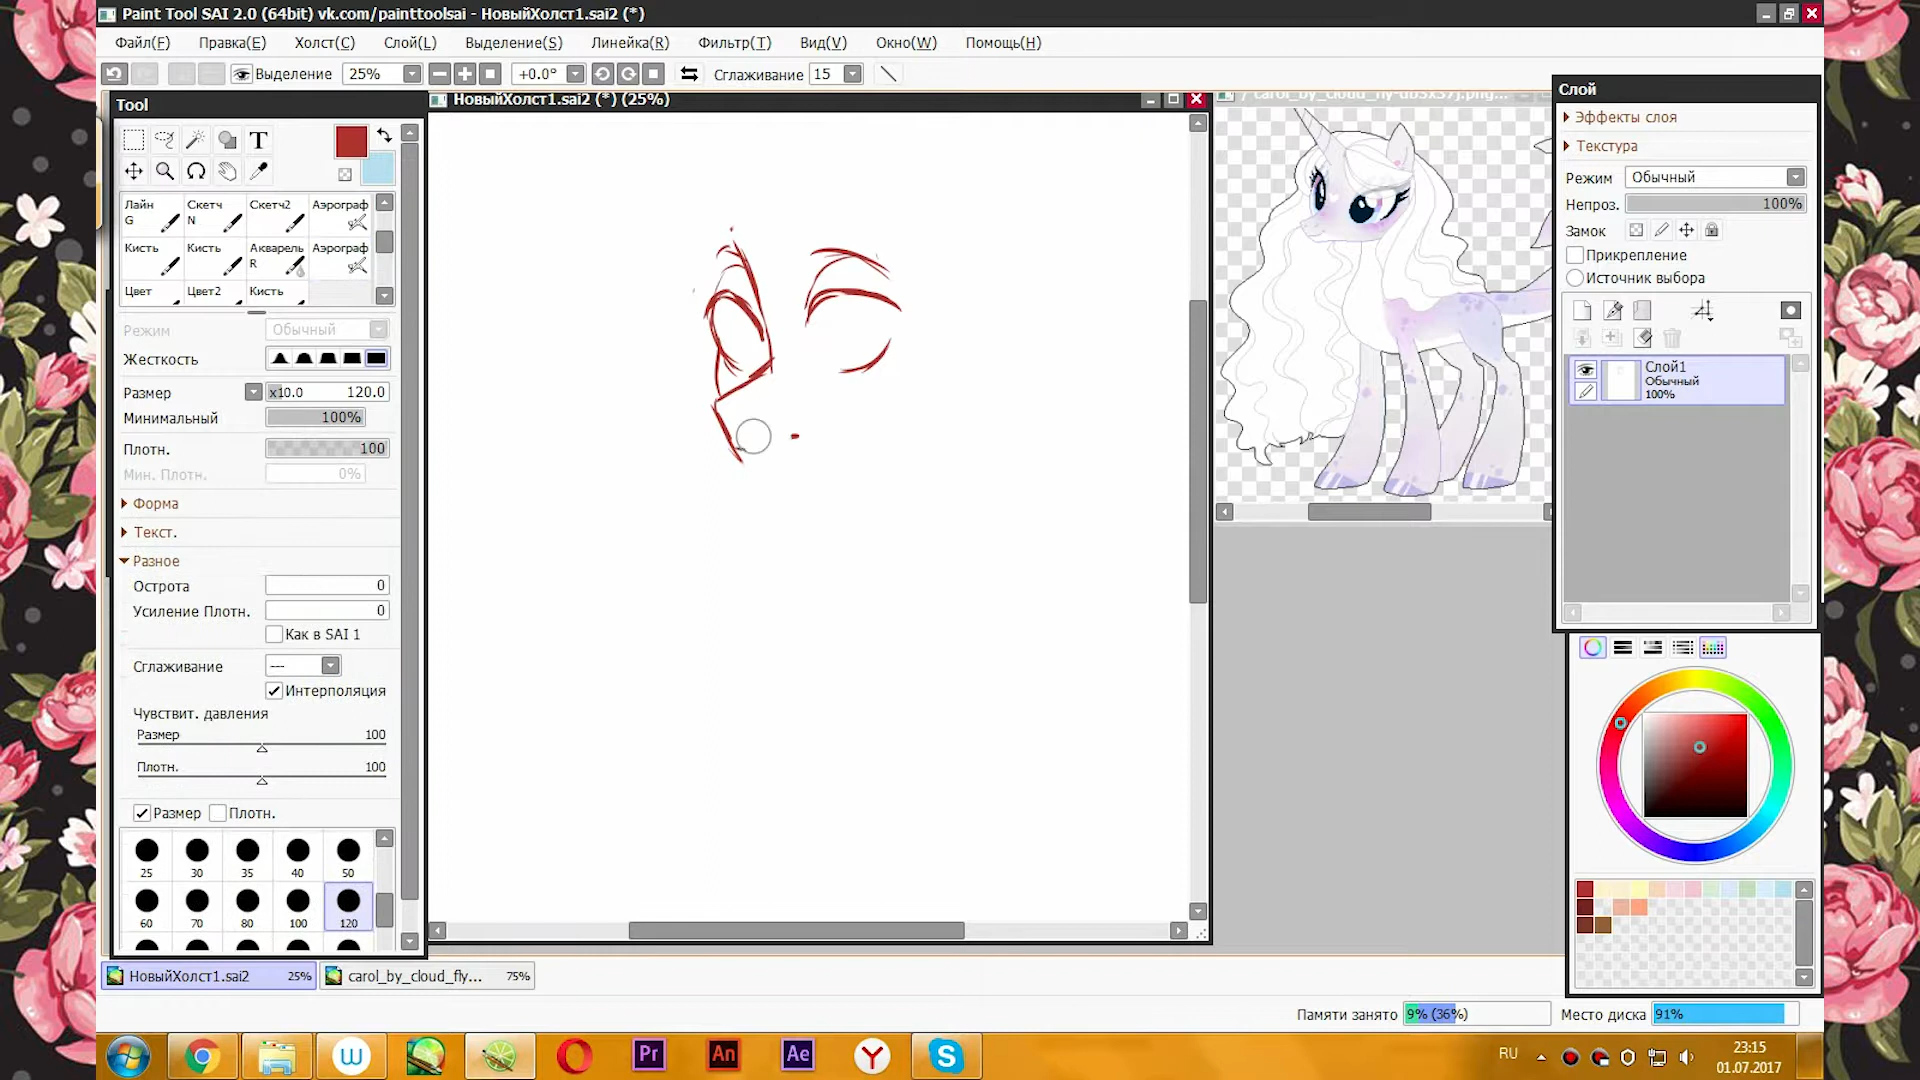 Paint Tool SAI 2.0 (64bit) vk.com/painttoolsai - НовыйХолст1.sai2 (*)
Файл(F) Правка(E) Холст(C) Слой(L) Выделение(S) Линейка(R) Фильтр(T) Вид(V) Окно(W) Помощь(H)
Выделение 25% +0.0° Сглаживание 15
Tool
НовыйХолст1.sai2 (*) (25%)
T
Лайн Скетч Скетч2 Аэрограф
G N
Кисть Кисть Акварель Аэрограф
R
Цвет Цвет2 Кисть
Режим Обычный
Жесткость
Размер x10.0 120.0
Минимальный 100%
Плотн. 100
Мин. Плотн. 0%
Форма
Текст.
Разное
Острота 0
Усиление Плотн. 0
Как в SAI 1
Сглаживание ---
Интерполяция
Чувствит. давления
Размер 100
Плотн. 100
Размер Плотн.
25 30 35 40 50
60 70 80 100 120
Слой
Эффекты слоя
Текстура
Режим Обычный
Непроз. 100%
Замок
Прикрепление
Источник выбора
Слой1
Обычный
100%
НовыйХолст1.sai2 25% carol_by_cloud_fly... 75%
Памяти занято 9% (36%) Место диска 91%
W Pr An Ae Y S
RU 23:15
01.07.2017